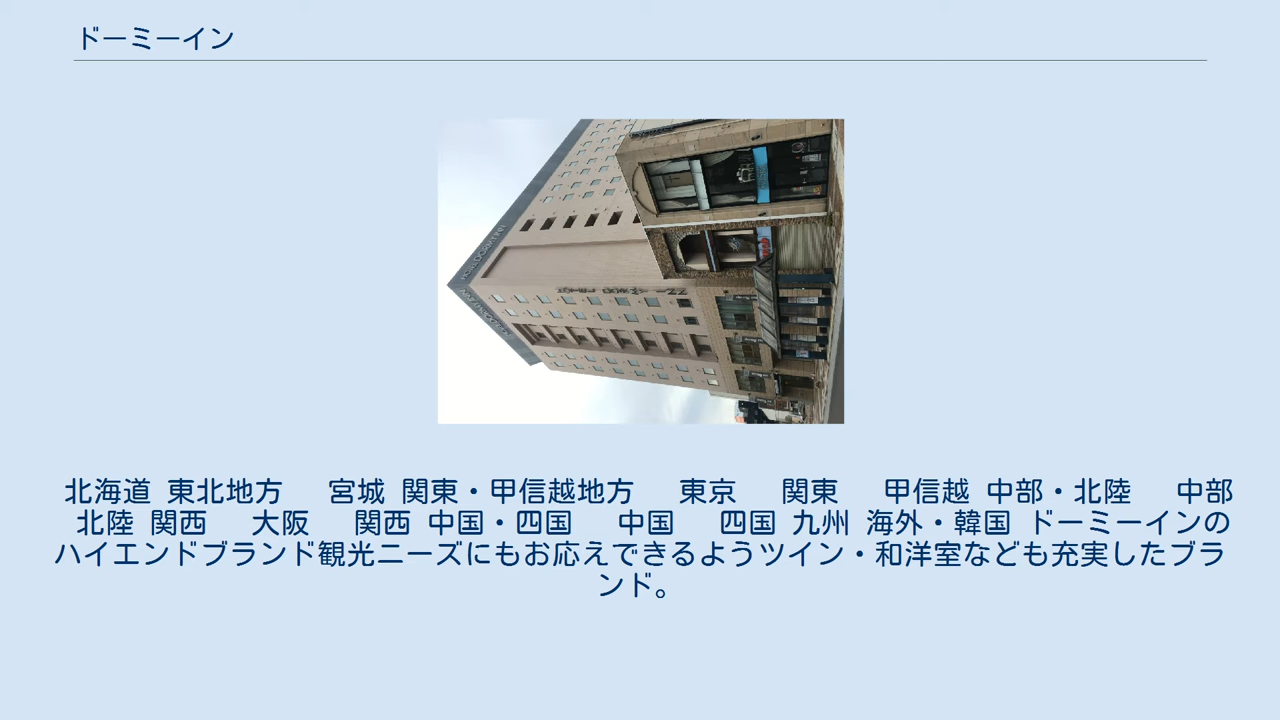 ドーミーイン
HOTEL DORMY INN
北海道 東北地方 宮城 関東・甲信越地方 東京 関東 甲信越 中部・北陸 中部
北陸 関西 大阪 関西 中国・四国 中国 四国 九州 海外・韓国 ドーミーインの
ハイエンドブランド観光ニーズにもお応えできるようツイン・和洋室なども充実したブラ
ンド。